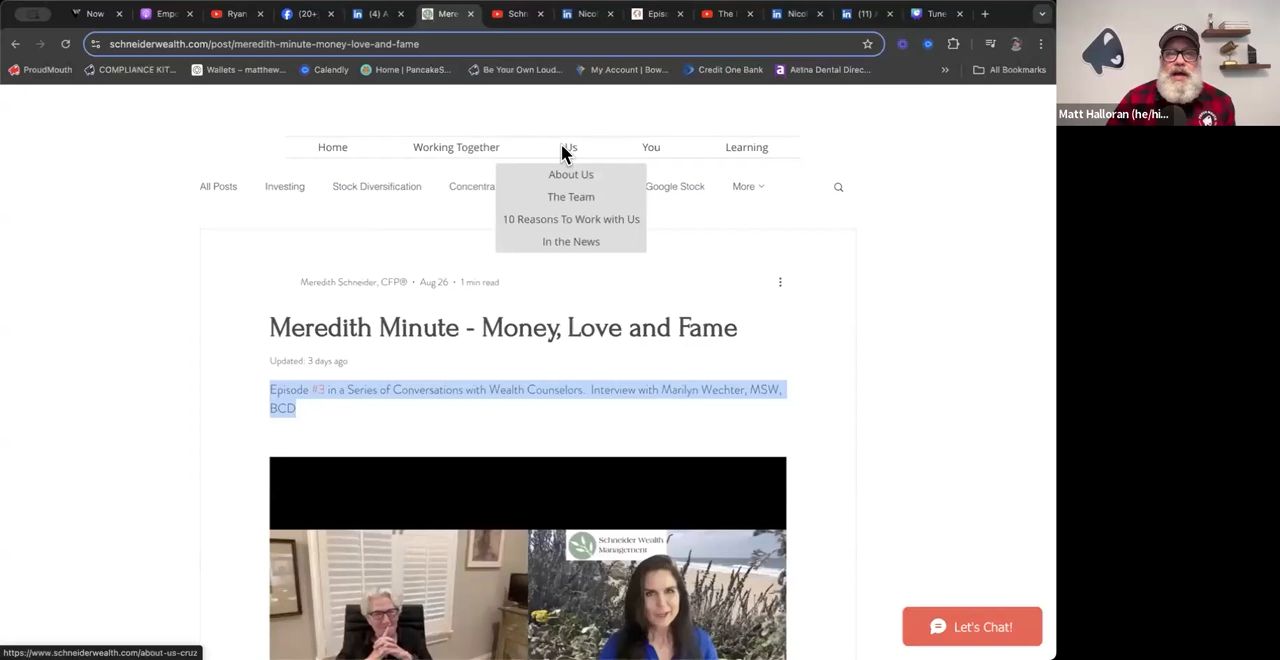 Now
Empo
Ryan
(20+
(4) A
Mere
Schn
Nicol
Epis
The I
Nicol
(11)
Tune
schneiderwealth.com/post/meredith-minute-money-love-and-fame
ProudMouth
COMPLIANCE KIT...
Wallets – matthew...
Calendly
Home | PancakeS...
Be Your Own Loud...
My Account | Bow...
Credit One Bank
Aetna Dental Direc...
»
All Bookmarks
Matt Halloran (he/hi...
Home
Working Together
Us
You
Learning
All Posts
Investing
Stock Diversification
Concentra
Google Stock
More
About Us
The Team
10 Reasons To Work with Us
In the News
Meredith Schneider, CFP® · Aug 26 · 1 min read
Meredith Minute - Money, Love and Fame
Updated: 3 days ago
Episode #3 in a Series of Conversations with Wealth Counselors. Interview with Marilyn Wechter, MSW,
BCD
Schneider Wealth
Management
Let's Chat!
https://www.schneiderwealth.com/about-us-cruz